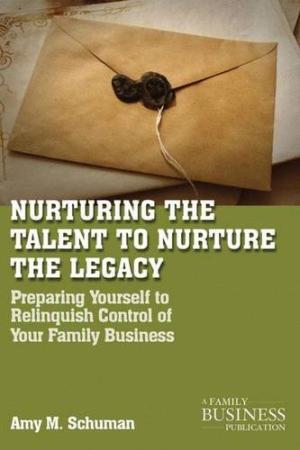 NURTURING THE
TALENT TO NURTURE
THE LEGACY
Preparing Yourself to
Relinquish Control of
Your Family Business
Amy M. Schuman
A FAMILY
BUSINESS
PUBLICATION